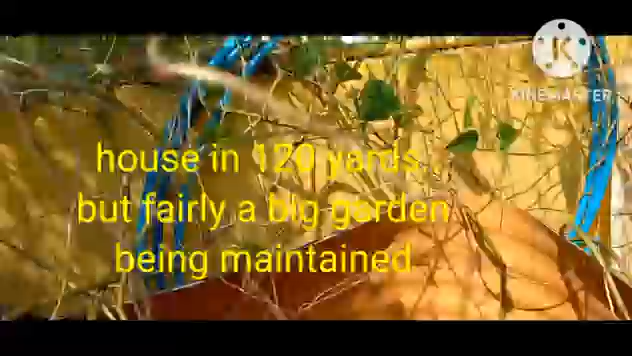 house in 120 yards..
but fairly a big garden
being maintained
KINEMASTER